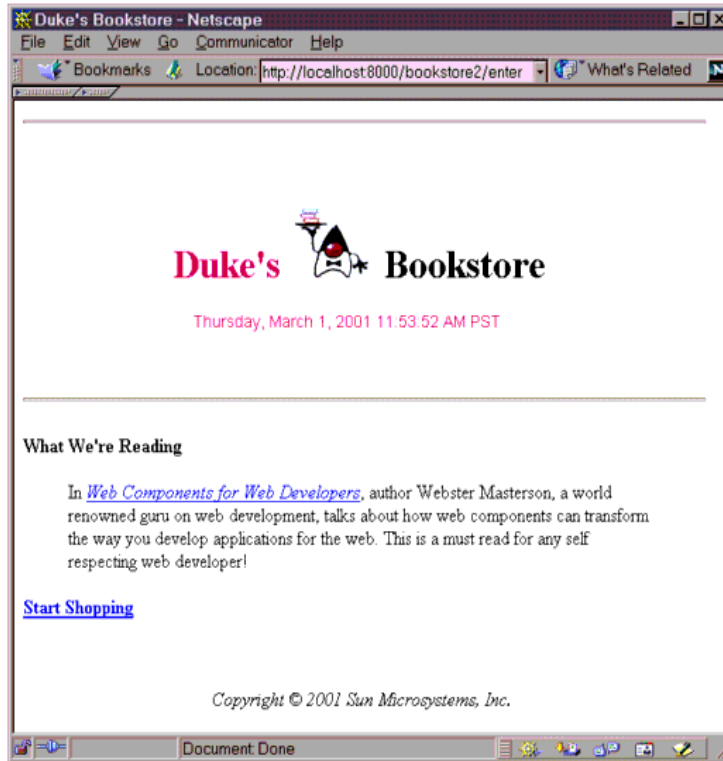 Duke's Bookstore - Netscape
File Edit View Go Communicator Help
Bookmarks Location: http://localhost:8000/bookstore2/enter What's Related N
Duke's Bookstore
Thursday, March 1, 2001 11:53:52 AM PST
What We're Reading
In Web Components for Web Developers, author Webster Masterson, a world
renowned guru on web development, talks about how web components can transform
the way you develop applications for the web. This is a must read for any self
respecting web developer!
Start Shopping
Copyright © 2001 Sun Microsystems, Inc.
Document: Done